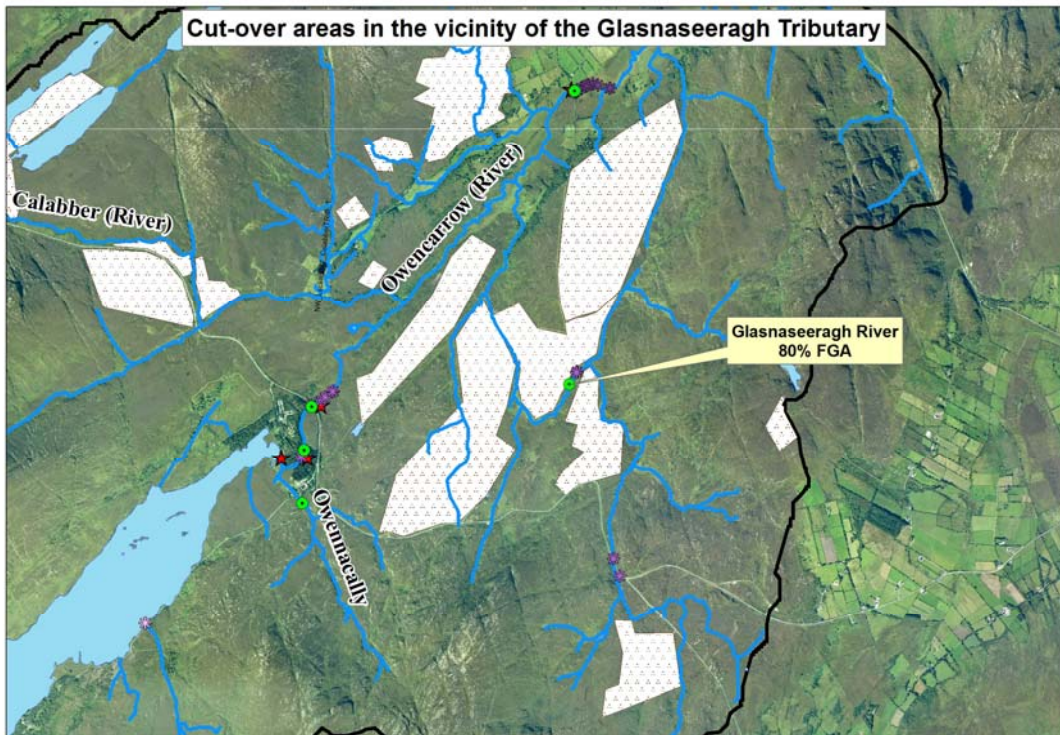 Cut-over areas in the vicinity of the Glasnaseeragh Tributary
Calabber (River)
Owencarrow (River)
Glasnaseeragh River
80% FGA
Owennacally